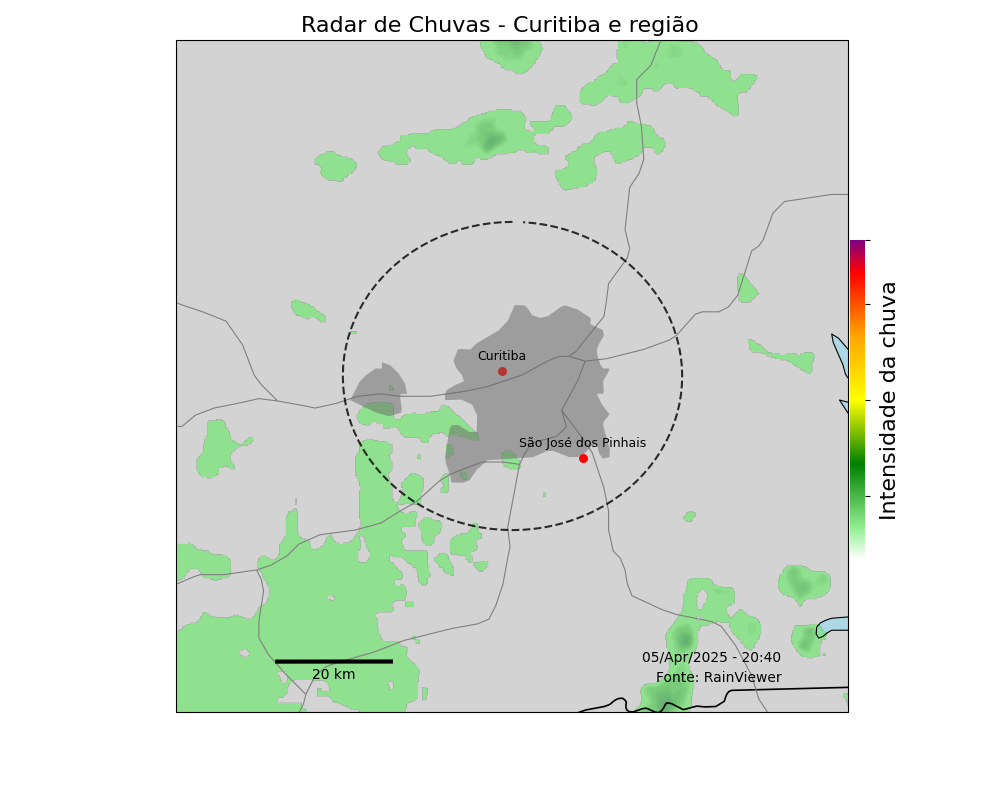 Radar de Chuvas - Curitiba e região
Curitiba
São José dos Pinhais
Intensidade da chuva
05/Apr/2025 - 20:40
20 km
Fonte: RainViewer